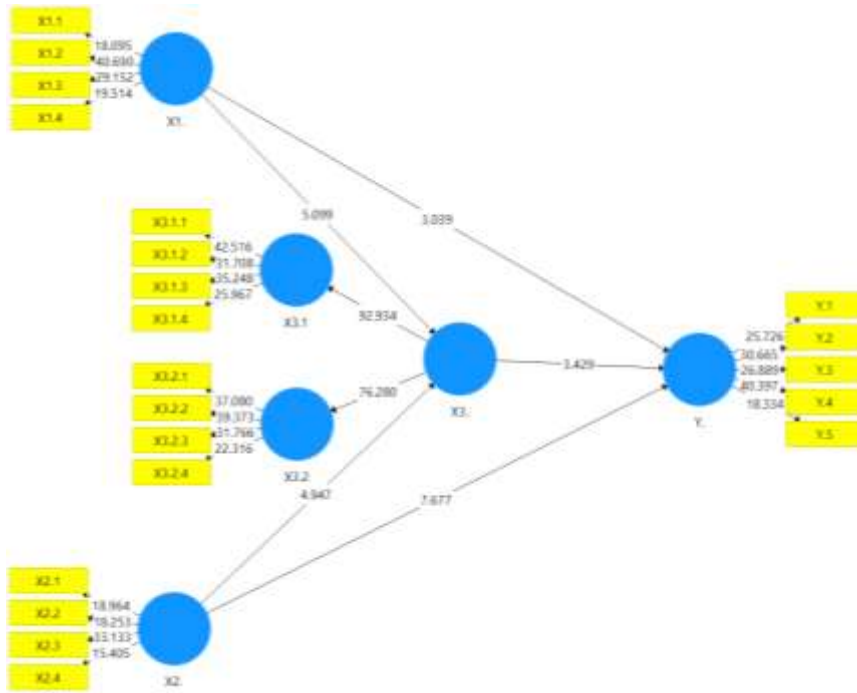 X1.1
X1.2
X1.3
X1.4
18.095
40.690
29.152
19.314
X1.
5.099
3.039
X3.1.1
X3.1.2
X3.1.3
X3.1.4
42.516
31.708
35.248
25.967
X3.1
92.934
X3.
3.429
X3.2.1
X3.2.2
X3.2.3
X3.2.4
37.080
39.373
31.766
22.316
X3.2
76.280
4.947
7.677
Y.1
Y.2
Y.3
Y.4
Y.5
25.726
30.665
26.889
40.397
18.334
Y.
X2.1
X2.2
X2.3
X2.4
18.964
18.253
33.133
15.405
X2.